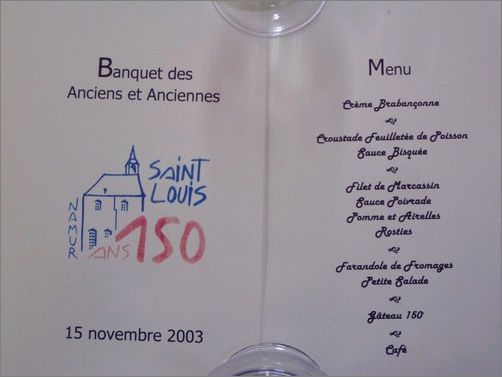 Banquet des
Anciens et Anciennes
SAINT
LOUIS
NAMUR
150
ANS
15 novembre 2003
Menu
Crème Brabançonne
Croustade Feuilletée de Poisson
Sauce Bisquée
Filet de Marcassin
Sauce Poivrade
Pomme et Airelles
Rosties
Farandole de Fromages
Petite Salade
Gâteau 150
Café